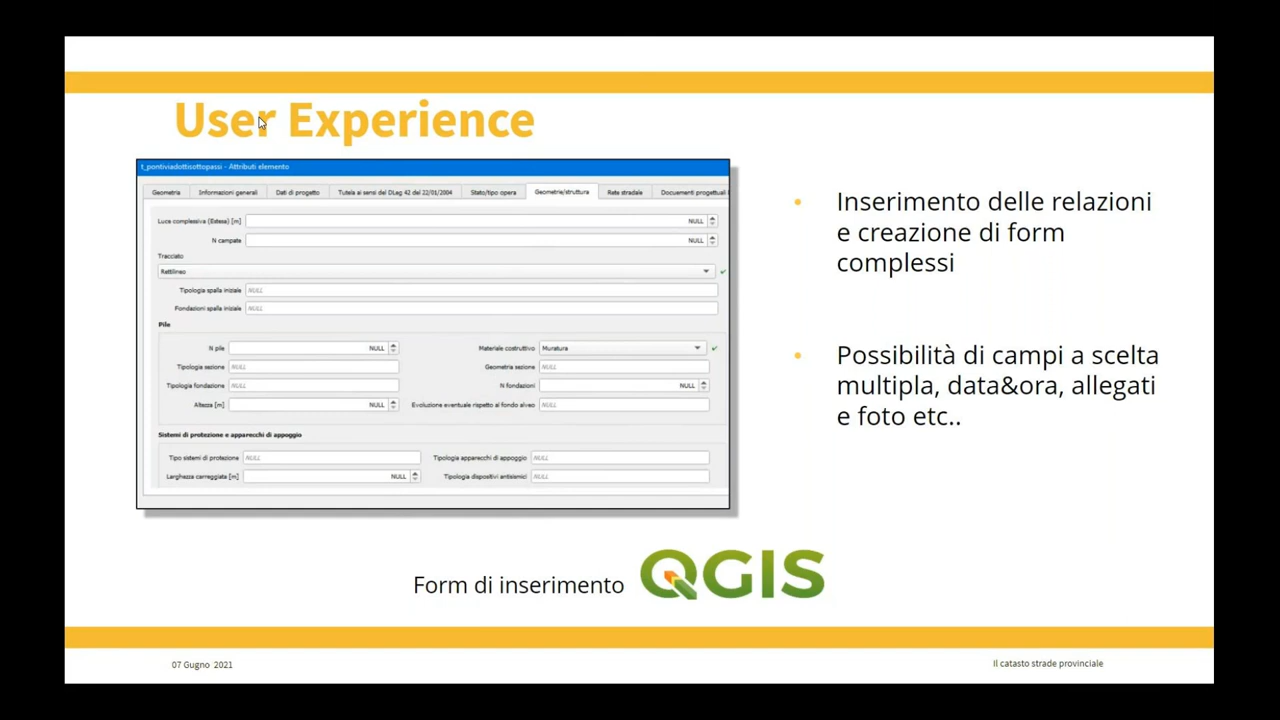 User Experience
t_pontiviadottisottopassi - Attributi elemento
Geometria Informazioni generali Dati di progetto Tutela ai sensi del DLeg 42 del 22/01/2004 Stato/tipo opera Geometrie/struttura Rete stradale Documenti progettuali
Luce complessiva (Estesa) [m] NULL
N campate NULL
Tracciato
Rettilineo
Tipologia spalla iniziale NULL
Fondazioni spalla iniziale NULL
Pile
N pile NULL Materiale costruttivo Muratura
Tipologia sezione NULL Geometria sezione NULL
Tipologia fondazione NULL N fondazioni NULL
Altezza [m] NULL Evoluzione eventuale rispetto al fondo alveo NULL
Sistemi di protezione e apparecchi di appoggio
Tipo sistemi di protezione NULL Tipologia apparecchi di appoggio NULL
Larghezza carreggiata [m] NULL Tipologia dispositivi antisismici NULL
Inserimento delle relazioni
e creazione di form
complessi
Possibilità di campi a scelta
multipla, data&ora, allegati
e foto etc..
Form di inserimento QGIS
07 Gugno 2021 Il catasto strade provinciale